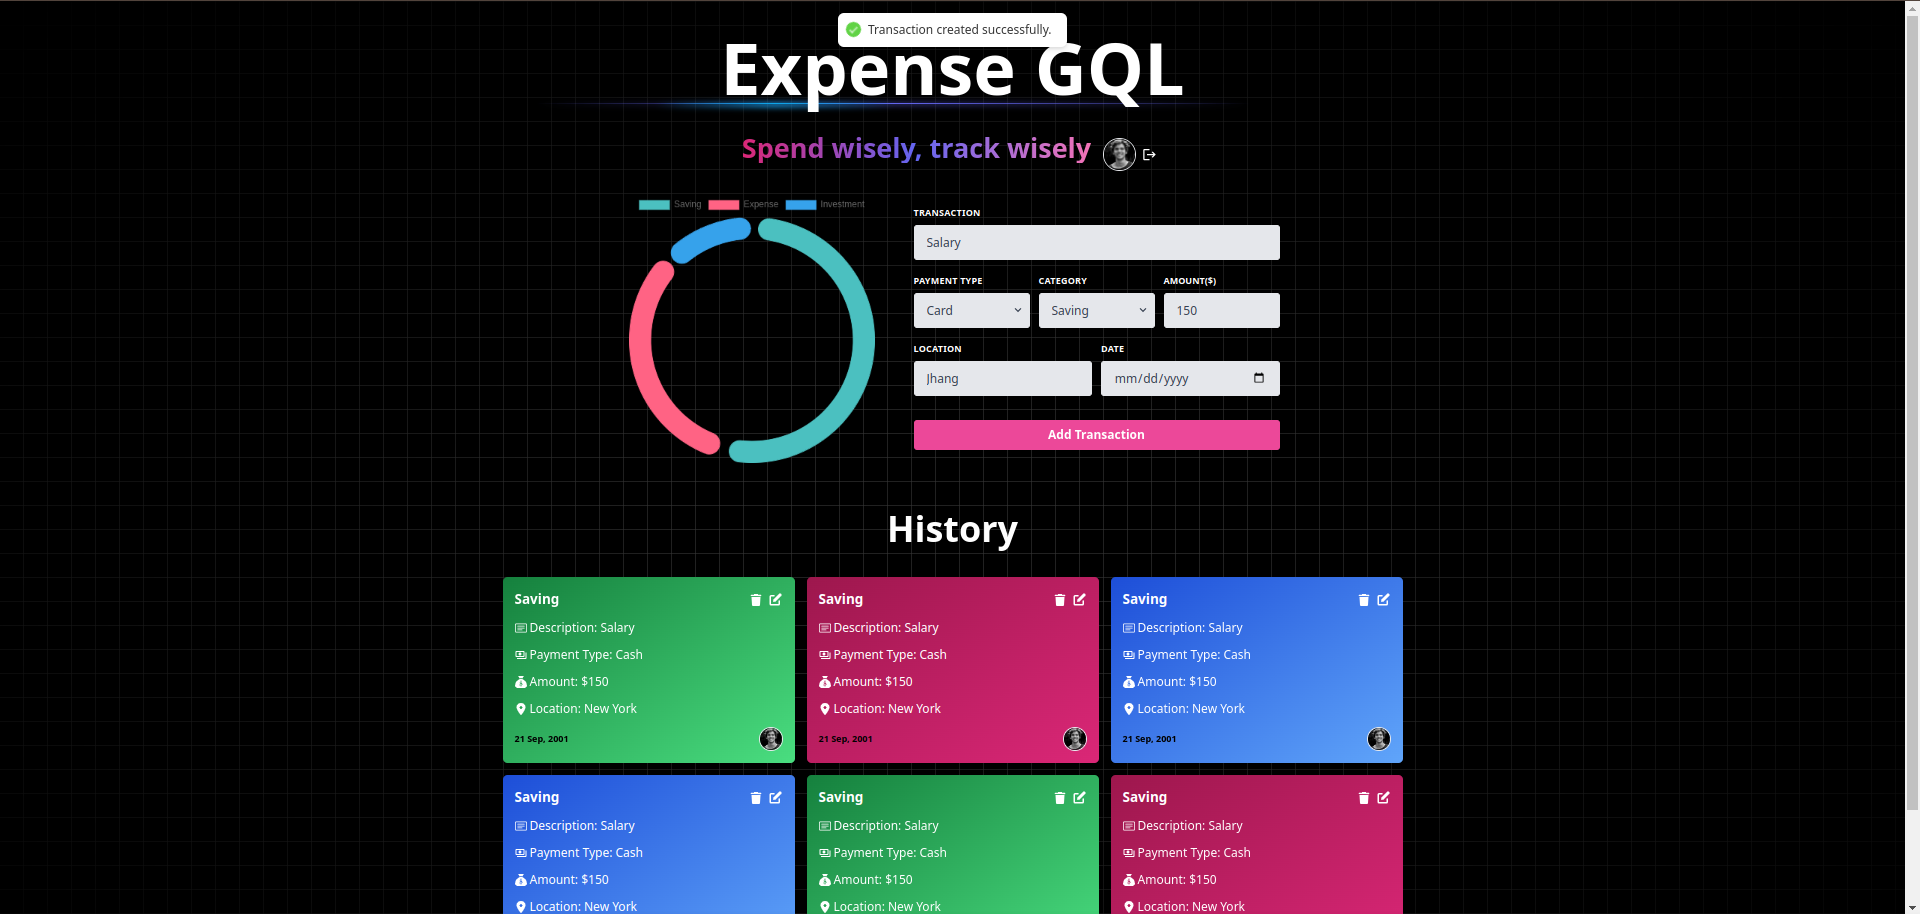 Transaction created successfully.
Expense GQL
Spend wisely, track wisely
Saving Expense Investment
TRANSACTION
Salary
PAYMENT TYPE CATEGORY AMOUNT($)
Card Saving 150
LOCATION DATE
Jhang mm/dd/yyyy
Add Transaction
History
Saving
Description: Salary
Payment Type: Cash
Amount: $150
Location: New York
21 Sep, 2001
Saving
Description: Salary
Payment Type: Cash
Amount: $150
Location: New York
21 Sep, 2001
Saving
Description: Salary
Payment Type: Cash
Amount: $150
Location: New York
21 Sep, 2001
Saving
Description: Salary
Payment Type: Cash
Amount: $150
Location: New York
Saving
Description: Salary
Payment Type: Cash
Amount: $150
Location: New York
Saving
Description: Salary
Payment Type: Cash
Amount: $150
Location: New York